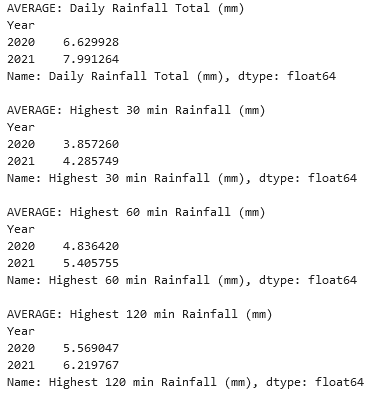 AVERAGE: Daily Rainfall Total (mm)
Year
2020    6.629928
2021    7.991264
Name: Daily Rainfall Total (mm), dtype: float64

AVERAGE: Highest 30 min Rainfall (mm)
Year
2020    3.857260
2021    4.285749
Name: Highest 30 min Rainfall (mm), dtype: float64

AVERAGE: Highest 60 min Rainfall (mm)
Year
2020    4.836420
2021    5.405755
Name: Highest 60 min Rainfall (mm), dtype: float64

AVERAGE: Highest 120 min Rainfall (mm)
Year
2020    5.569047
2021    6.219767
Name: Highest 120 min Rainfall (mm), dtype: float64